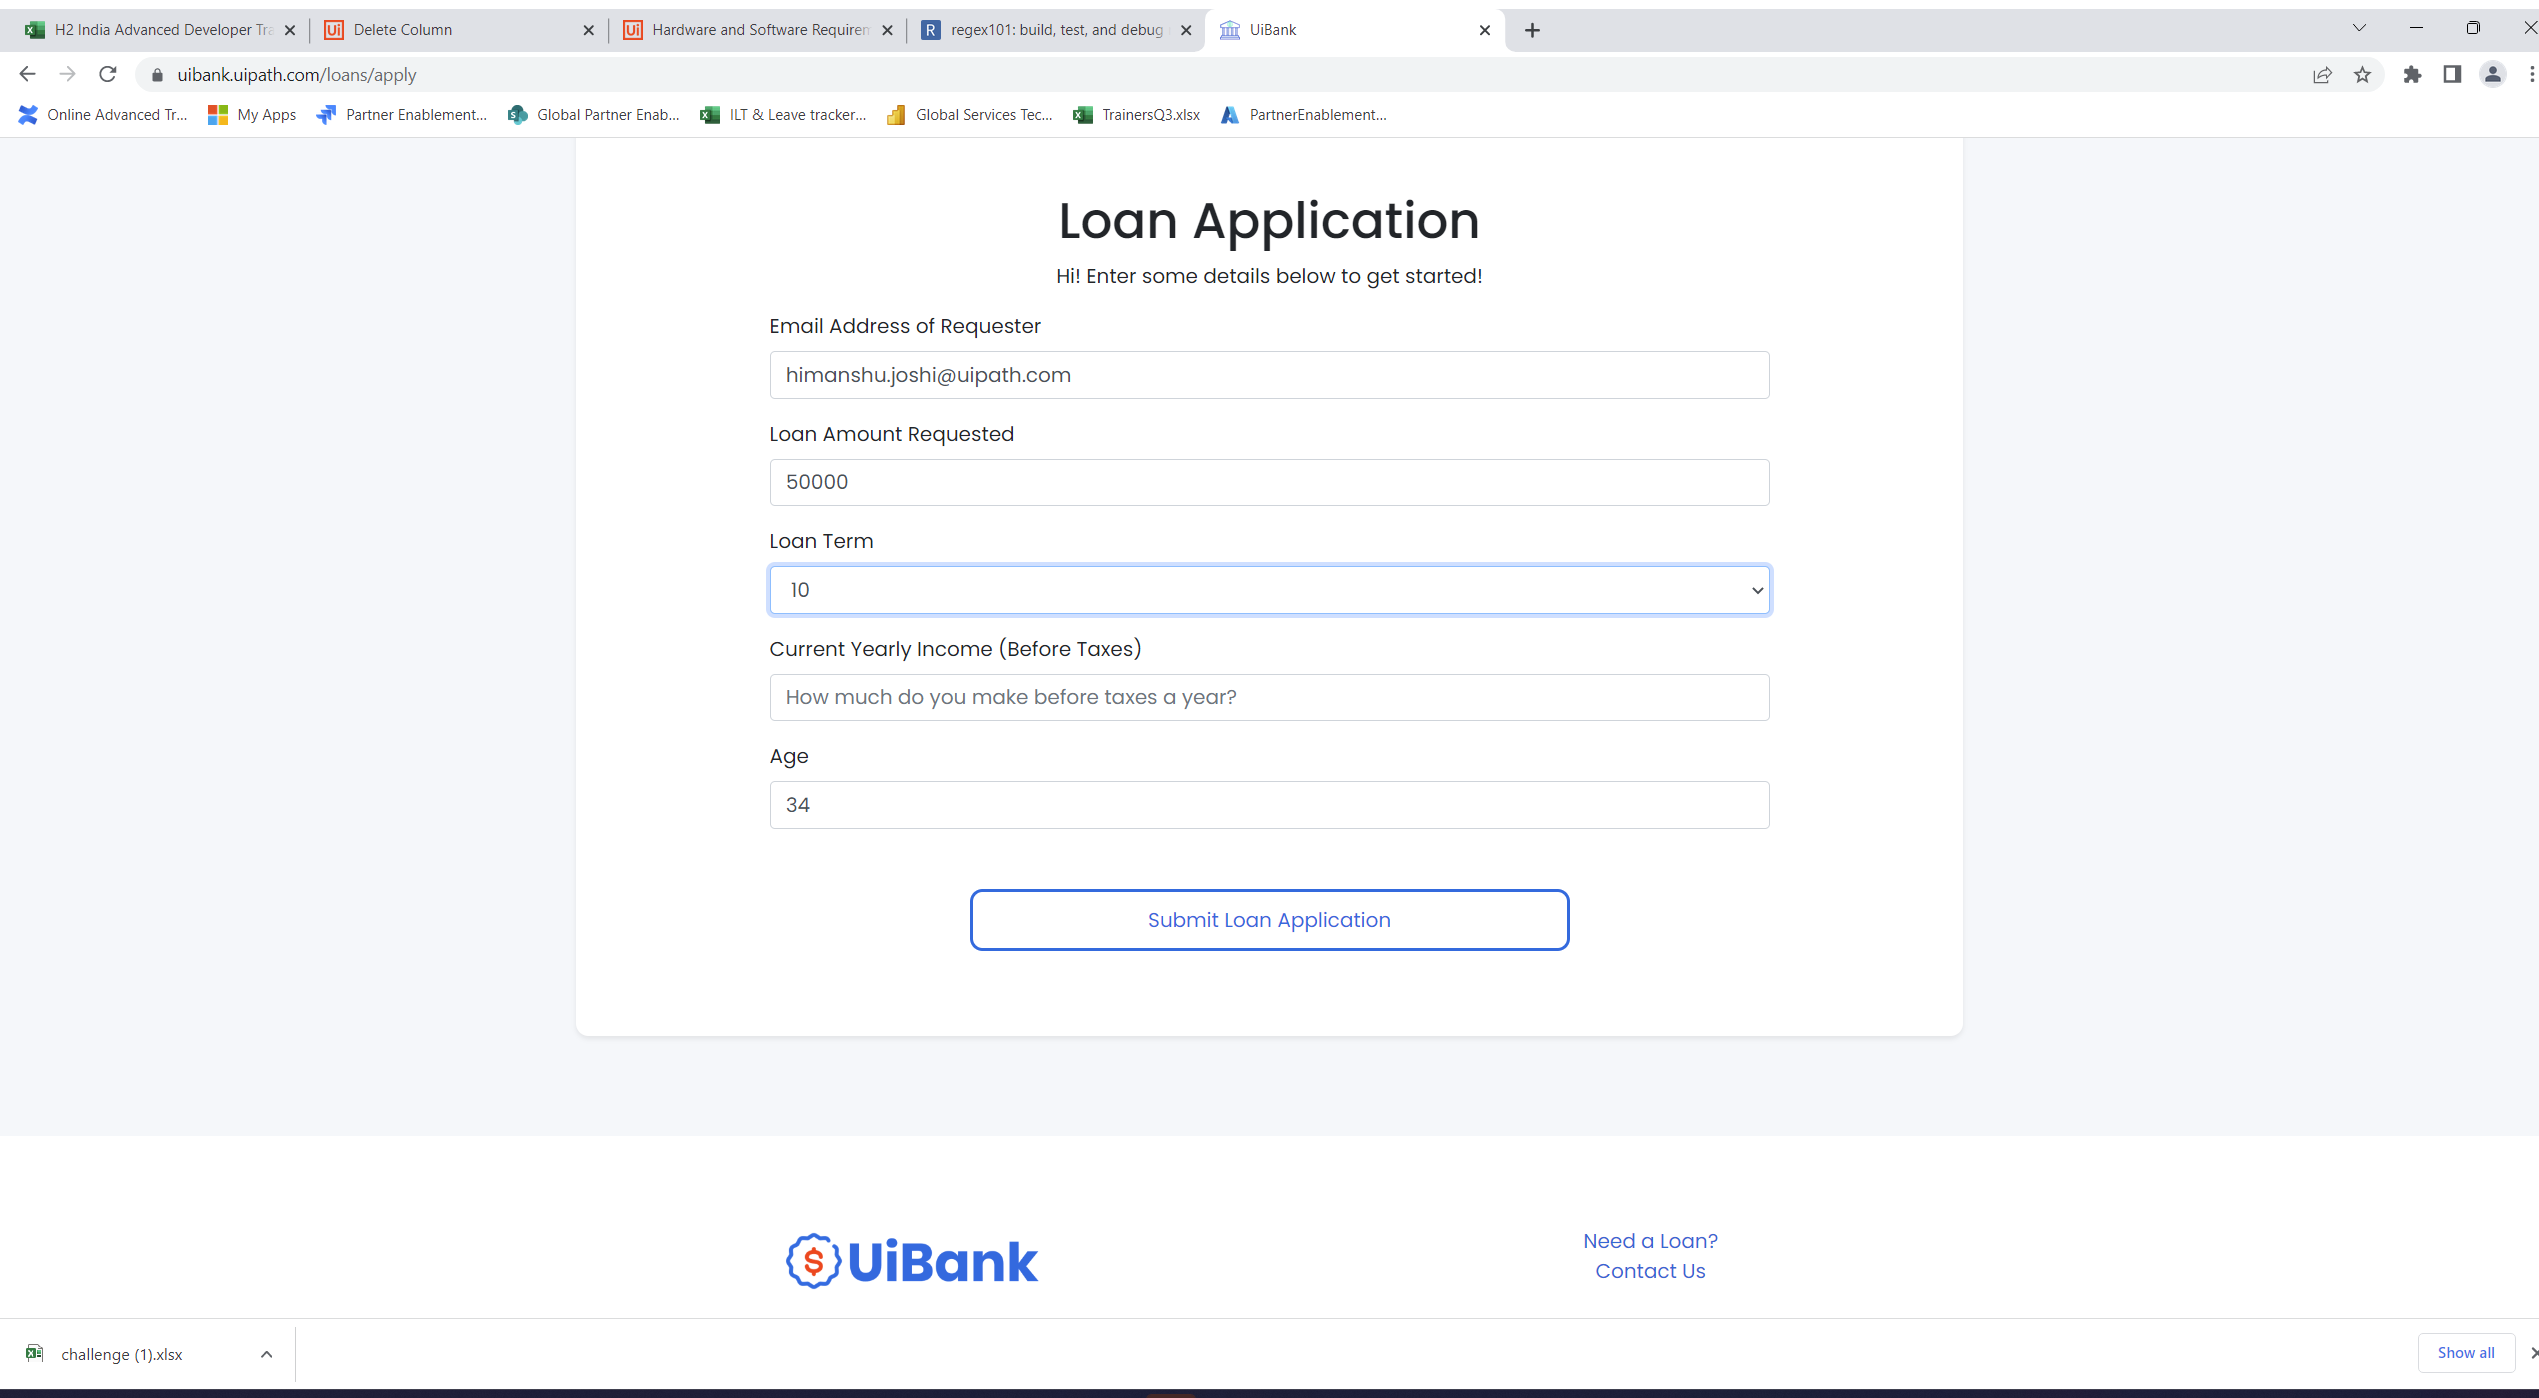 H2 India Advanced Developer Tra
Delete Column
Hardware and Software Requirem
regex101: build, test, and debug
UiBank
uibank.uipath.com/loans/apply
Online Advanced Tr...
My Apps
Partner Enablement...
Global Partner Enab...
ILT & Leave tracker...
Global Services Tec...
TrainersQ3.xlsx
PartnerEnablement...
Loan Application
Hi! Enter some details below to get started!
Email Address of Requester
himanshu.joshi@uipath.com
Loan Amount Requested
50000
Loan Term
10
Current Yearly Income (Before Taxes)
How much do you make before taxes a year?
Age
34
Submit Loan Application
UiBank
Need a Loan?
Contact Us
challenge (1).xlsx
Show all